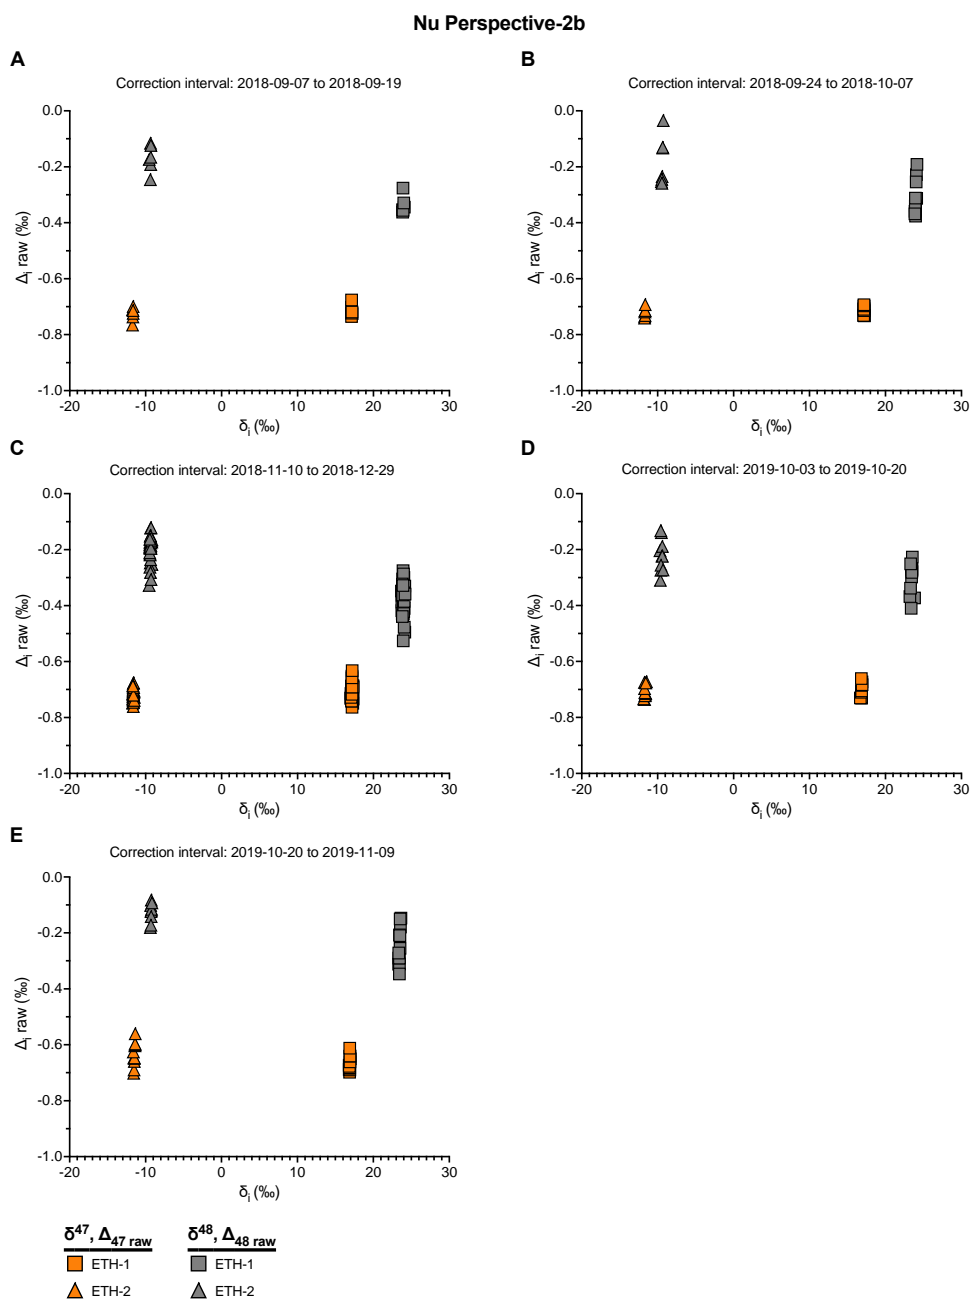 Nu Perspective-2b
A
Correction interval: 2018-09-07 to 2018-09-19
0.0
-0.2
-0.4
-0.6
-0.8
-1.0
Δi raw (‰)
-20
-10
0
10
20
30
δi (‰)
B
Correction interval: 2018-09-24 to 2018-10-07
0.0
-0.2
-0.4
-0.6
-0.8
-1.0
Δi raw (‰)
-20
-10
0
10
20
30
δi (‰)
C
Correction interval: 2018-11-10 to 2018-12-29
0.0
-0.2
-0.4
-0.6
-0.8
-1.0
Δi raw (‰)
-20
-10
0
10
20
30
δi (‰)
D
Correction interval: 2019-10-03 to 2019-10-20
0.0
-0.2
-0.4
-0.6
-0.8
-1.0
Δi raw (‰)
-20
-10
0
10
20
30
δi (‰)
E
Correction interval: 2019-10-20 to 2019-11-09
0.0
-0.2
-0.4
-0.6
-0.8
-1.0
Δi raw (‰)
-20
-10
0
10
20
30
δi (‰)
δ47, Δ47 raw
ETH-1
ETH-2
δ48, Δ48 raw
ETH-1
ETH-2